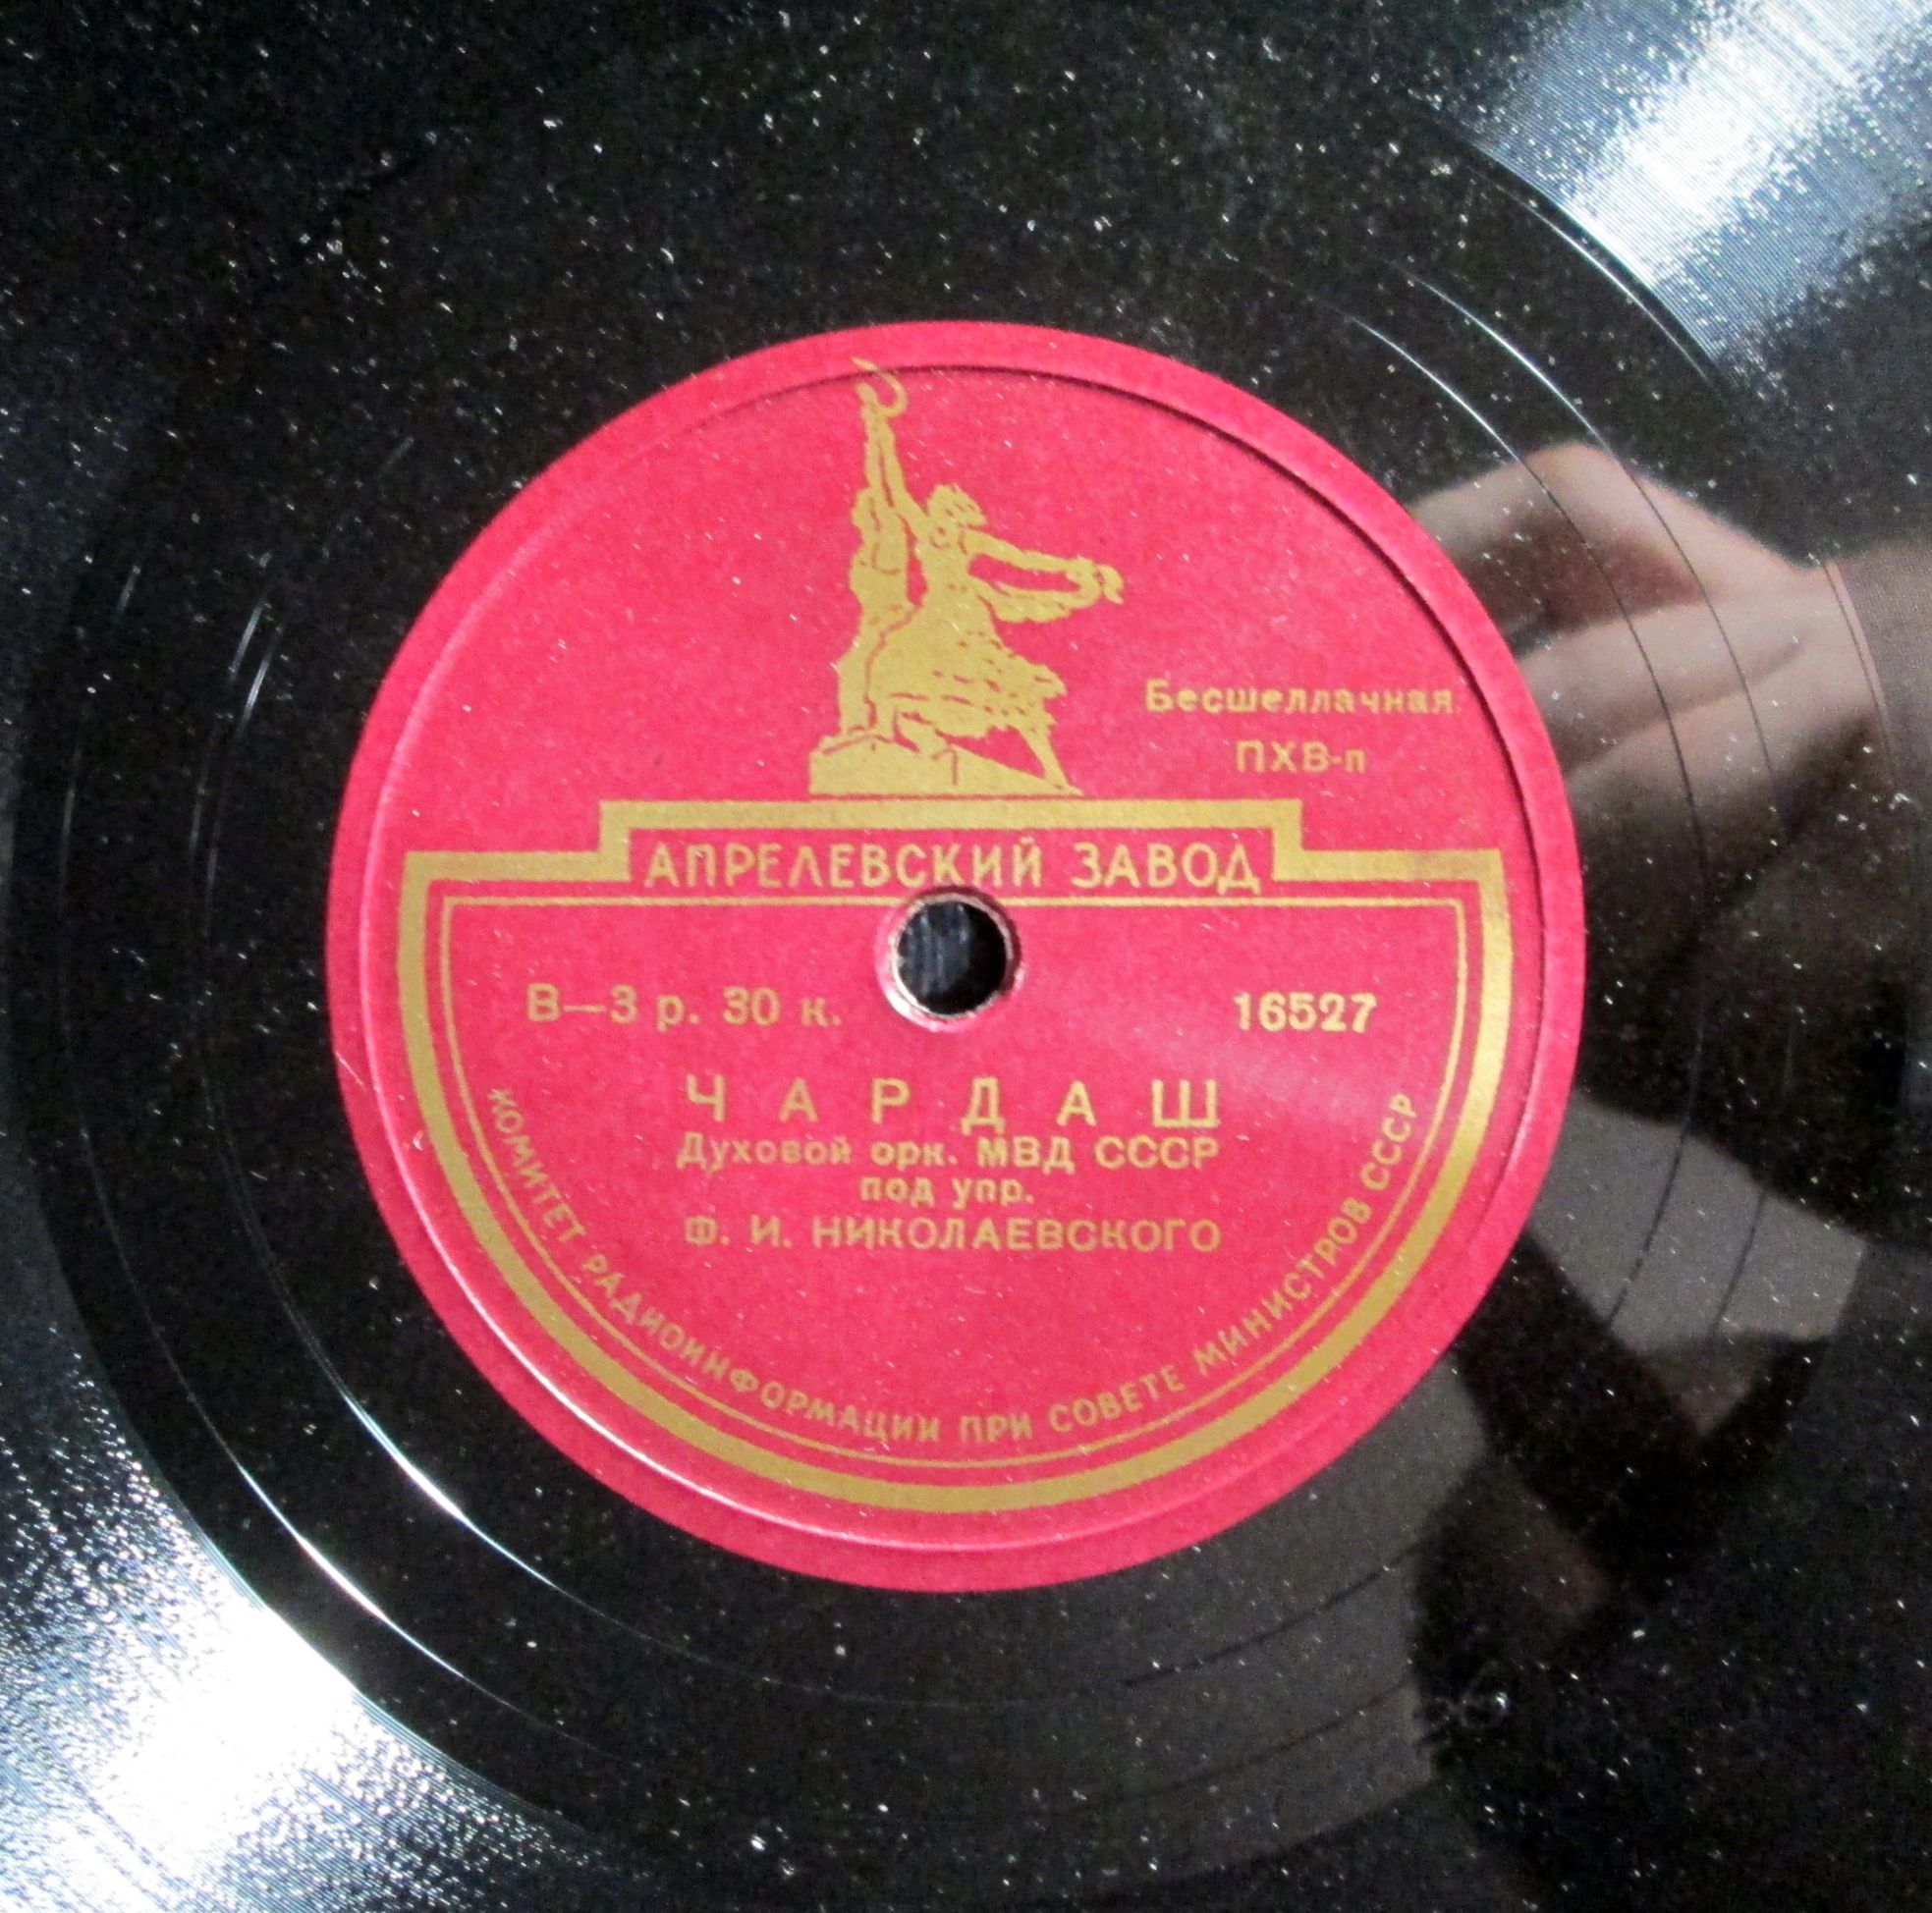 Бесшеллачная
ПХВ-п
АПРЕЛЕВСКИЙ ЗАВОД
В—3 р. 30 к.
16527
ЧАРДАШ
Духовой орк. МВД СССР
под упр.
Ф. И. НИКОЛАЕВСКОГО
КОМИТЕТ РАДИОИНФОРМАЦИИ ПРИ СОВЕТЕ МИНИСТРОВ СССР